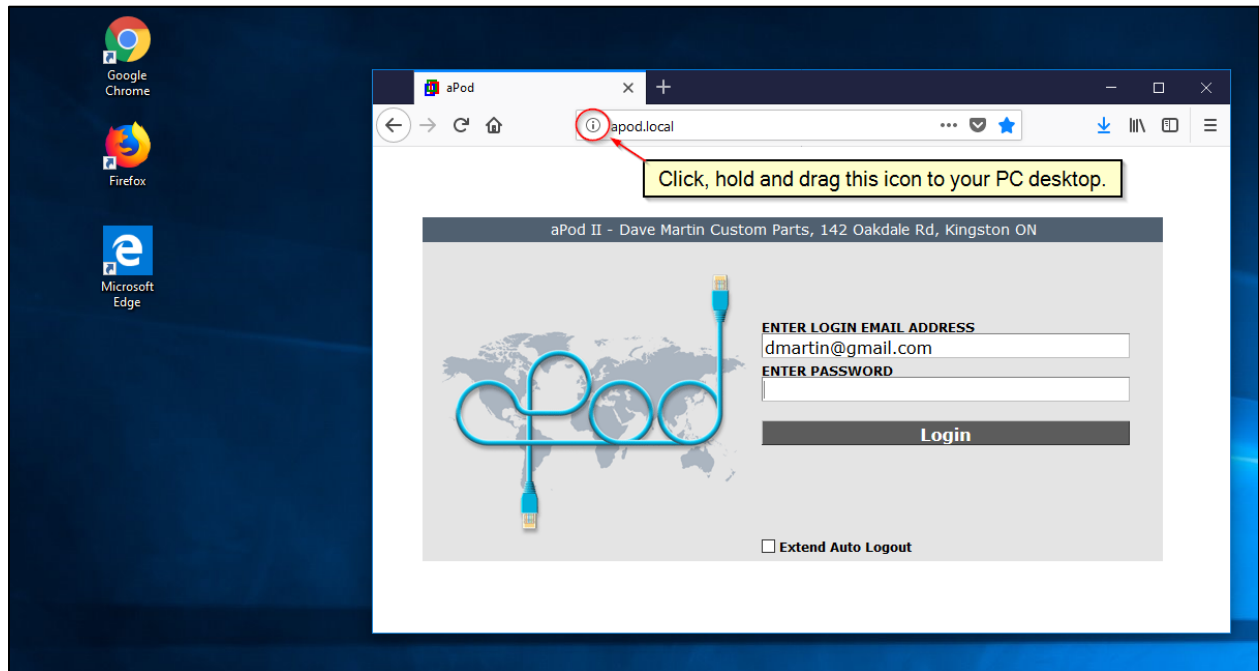 Google
Chrome
Firefox
Microsoft
Edge
aPod
apod.local
Click, hold and drag this icon to your PC desktop.
aPod II - Dave Martin Custom Parts, 142 Oakdale Rd, Kingston ON
aPod
ENTER LOGIN EMAIL ADDRESS
dmartin@gmail.com
ENTER PASSWORD
Login
Extend Auto Logout